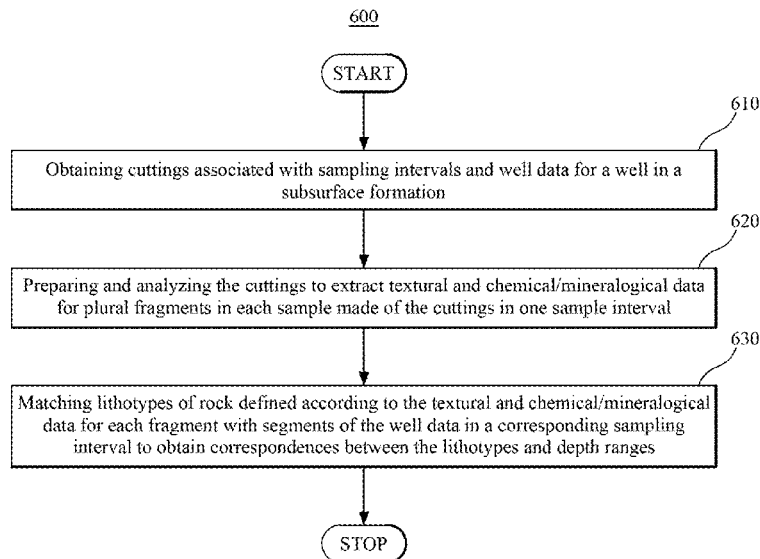 600
START
610
Obtaining cuttings associated with sampling intervals and well data for a well in a
subsurface formation
620
Preparing and analyzing the cuttings to extract textural and chemical/mineralogical data
for plural fragments in each sample made of the cuttings in one sample interval
630
Matching lithotypes of rock defined according to the textural and chemical/mineralogical
data for each fragment with segments of the well data in a corresponding sampling
interval to obtain correspondences between the lithotypes and depth ranges
STOP